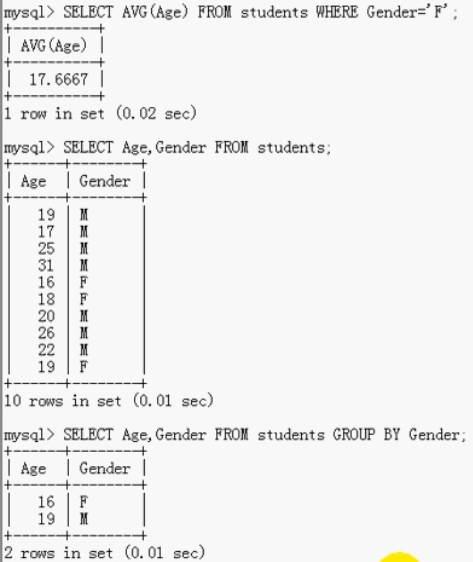 mysql> SELECT AVG(Age) FROM students WHERE Gender='F';
+----------+
| AVG(Age) |
+----------+
|  17.6667 |
+----------+
1 row in set (0.02 sec)
mysql> SELECT Age,Gender FROM students;
+------+--------+
| Age  | Gender |
+------+--------+
|   19 | M      |
|   17 | M      |
|   25 | M      |
|   31 | M      |
|   16 | F      |
|   18 | F      |
|   20 | M      |
|   26 | M      |
|   22 | M      |
|   19 | F      |
+------+--------+
10 rows in set (0.01 sec)
mysql> SELECT Age,Gender FROM students GROUP BY Gender;
+------+--------+
| Age  | Gender |
+------+--------+
|   16 | F      |
|   19 | M      |
+------+--------+
2 rows in set (0.01 sec)